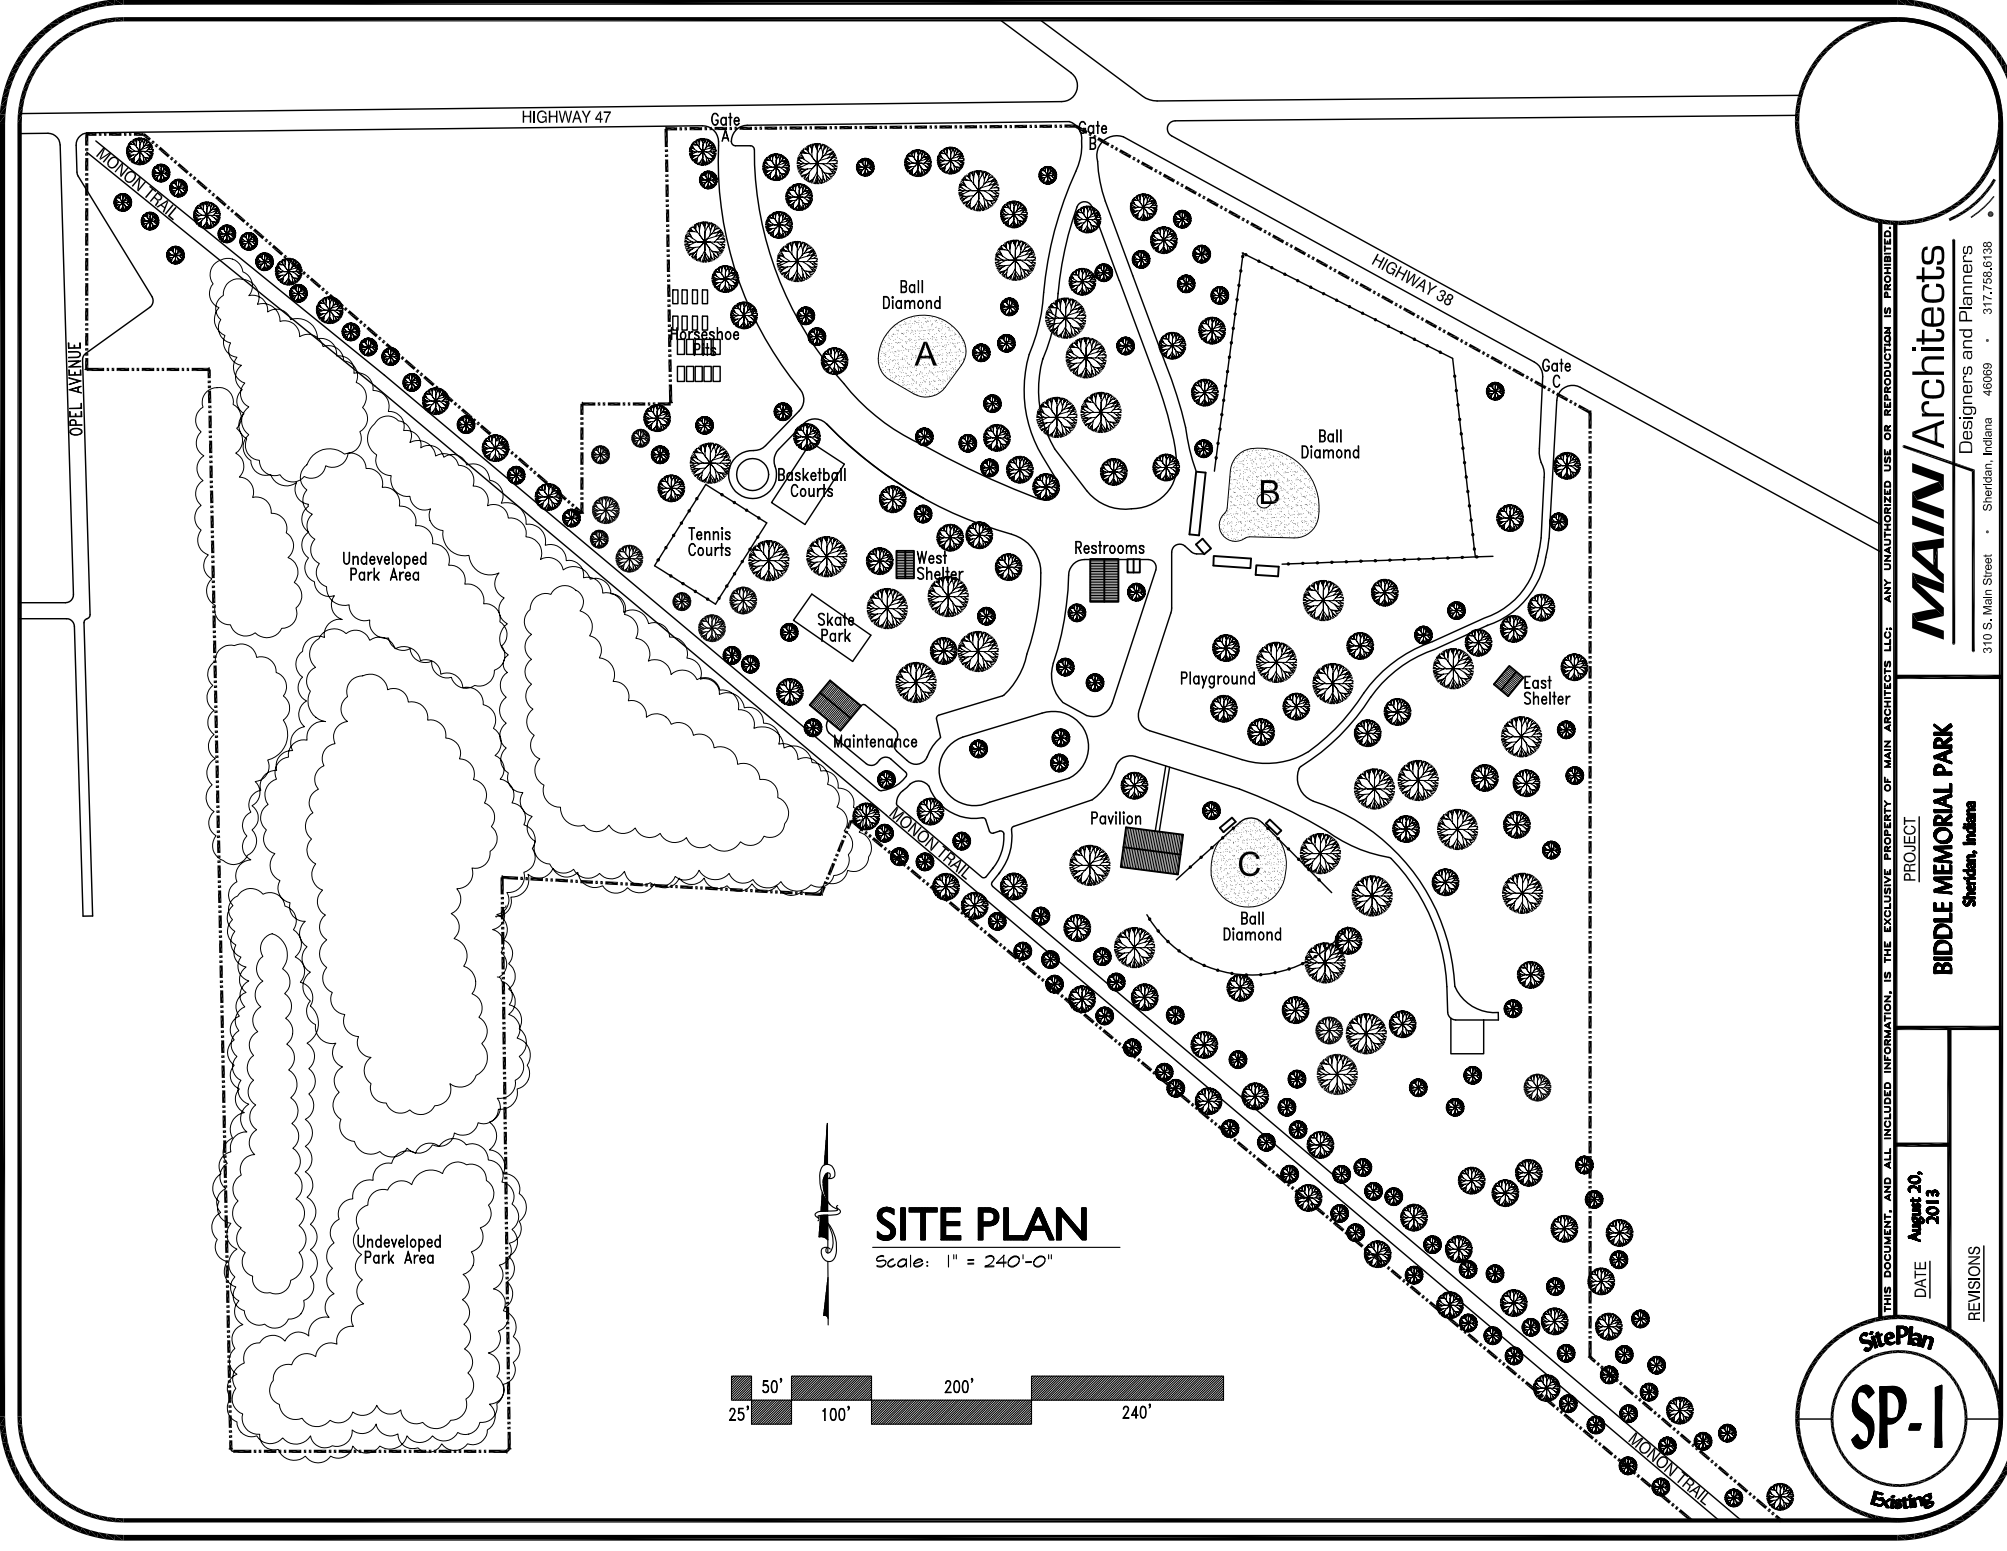 HIGHWAY 47
Gate
A
Gate
B
MONON TRAIL
HIGHWAY 38
OPEL AVENUE
Horseshoe
Pits
Ball
Diamond
A
Gate
C
Ball
Diamond
B
Basketball
Courts
Tennis
Courts
West
Shelter
Restrooms
Undeveloped
Park Area
Skate
Park
Playground
East
Shelter
Maintenance
MONON TRAIL
Pavilion
C
Ball
Diamond
Undeveloped
Park Area
SITE PLAN
Scale: 1" = 240'-0"
25'
50'
100'
200'
240'
MONON TRAIL
THIS DOCUMENT, AND ALL INCLUDED INFORMATION, IS THE EXCLUSIVE PROPERTY OF MAIN ARCHITECTS LLC; ANY UNAUTHORIZED USE OR REPRODUCTION IS PROHIBITED.
MAIN/Architects
Designers and Planners
310 S. Main Street • Sheridan, Indiana 46069 • 317.758.6138
PROJECT
BIDDLE MEMORIAL PARK
Sheridan, Indiana
DATE
August 20,
2013
REVISIONS
Site Plan
SP-1
Existing